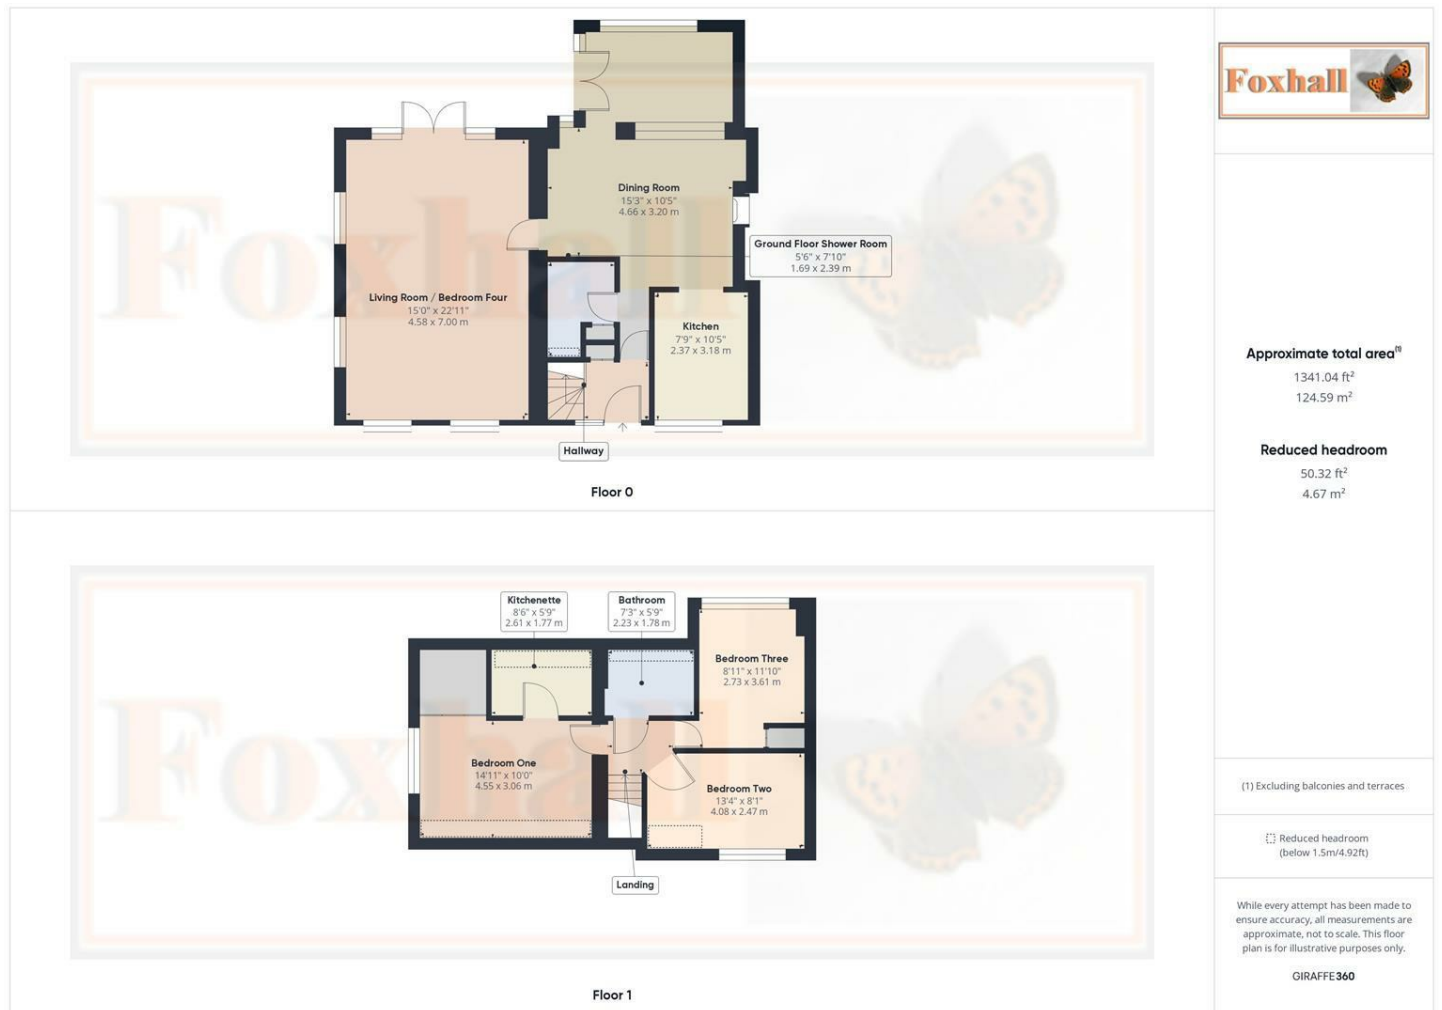 Foxhall
Dining Room
15'3" x 10'5"
4.66 x 3.20 m
Ground Floor Shower Room
5'6" x 7'10"
1.69 x 2.39 m
Living Room / Bedroom Four
15'0" x 22'11"
4.58 x 7.00 m
Kitchen
7'9" x 10'5"
2.37 x 3.18 m
Hallway
Floor 0
Foxhall
Kitchenette
8'6" x 5'9"
2.61 x 1.77 m
Bathroom
7'3" x 5'9"
2.23 x 1.78 m
Bedroom Three
8'11" x 11'10"
2.73 x 3.61 m
Bedroom One
14'11" x 10'0"
4.55 x 3.06 m
Bedroom Two
13'4" x 8'1"
4.08 x 2.47 m
Landing
Floor 1
Foxhall
Approximate total area⁽¹⁾
1341.04 ft²
124.59 m²
Reduced headroom
50.32 ft²
4.67 m²
(1) Excluding balconies and terraces
Reduced headroom
(below 1.5m/4.92ft)
While every attempt has been made to
ensure accuracy, all measurements are
approximate, not to scale. This floor
plan is for illustrative purposes only.
GIRAFFE360